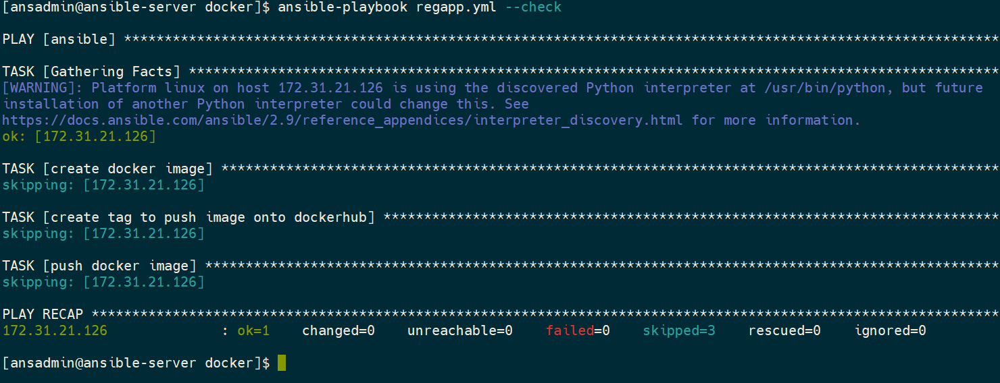 [ansadmin@ansible-server docker]$ ansible-playbook regapp.yml --check
PLAY [ansible] ************************************************************************************************************
TASK [Gathering Facts] ****************************************************************************************************
[WARNING]: Platform linux on host 172.31.21.126 is using the discovered Python interpreter at /usr/bin/python, but future
installation of another Python interpreter could change this. See
https://docs.ansible.com/ansible/2.9/reference_appendices/interpreter_discovery.html for more information.
ok: [172.31.21.126]
TASK [create docker image] ************************************************************************************************
skipping: [172.31.21.126]
TASK [create tag to push image onto dockerhub] ****************************************************************************
skipping: [172.31.21.126]
TASK [push docker image] **************************************************************************************************
skipping: [172.31.21.126]
PLAY RECAP ****************************************************************************************************************
172.31.21.126              : ok=1    changed=0    unreachable=0    failed=0    skipped=3    rescued=0    ignored=0
[ansadmin@ansible-server docker]$